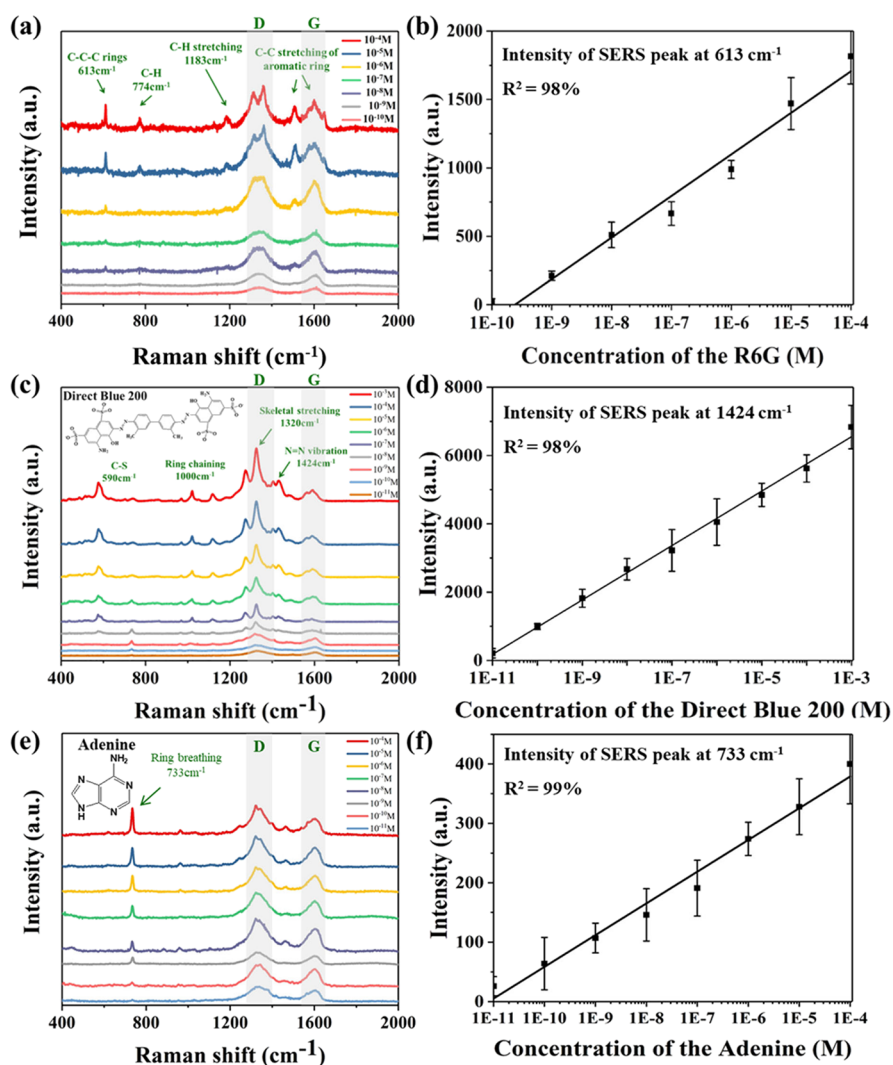 (a)
D
G
C-C-C rings
613cm-1
C-H
774cm-1
C-H stretching
1183cm-1
C-C stretching of
aromatic ring
10-4M
10-5M
10-6M
10-7M
10-8M
10-9M
10-10M
Intensity (a.u.)
400
800
1200
1600
2000
Raman shift (cm-1)
(b)
2000
1500
1000
500
0
Intensity of SERS peak at 613 cm-1
R2 = 98%
Intensity (a.u.)
1E-10 1E-9 1E-8 1E-7 1E-6 1E-5 1E-4
Concentration of the R6G (M)
(c)
D
G
Direct Blue 200
C-S
590cm-1
Ring chaining
1000cm-1
Skeletal stretching
1320cm-1
N=N vibration
1424cm-1
10-3M
10-4M
10-5M
10-6M
10-7M
10-8M
10-9M
10-10M
10-11M
Intensity (a.u.)
400
800
1200
1600
2000
Raman shift (cm-1)
(d)
8000
6000
4000
2000
0
Intensity of SERS peak at 1424 cm-1
R2 = 98%
Intensity (a.u.)
1E-11
1E-9
1E-7
1E-5
1E-3
Concentration of the Direct Blue 200 (M)
(e)
D
G
Adenine
NH2
N
N
N
N
H
Ring breathing
733cm-1
10-4M
10-5M
10-6M
10-7M
10-8M
10-9M
10-10M
10-11M
Intensity (a.u.)
400
800
1200
1600
2000
Raman shift (cm-1)
(f)
400
300
200
100
0
Intensity of SERS peak at 733 cm-1
R2 = 99%
Intensity (a.u.)
1E-11 1E-10 1E-9 1E-8 1E-7 1E-6 1E-5 1E-4
Concentration of the Adenine (M)